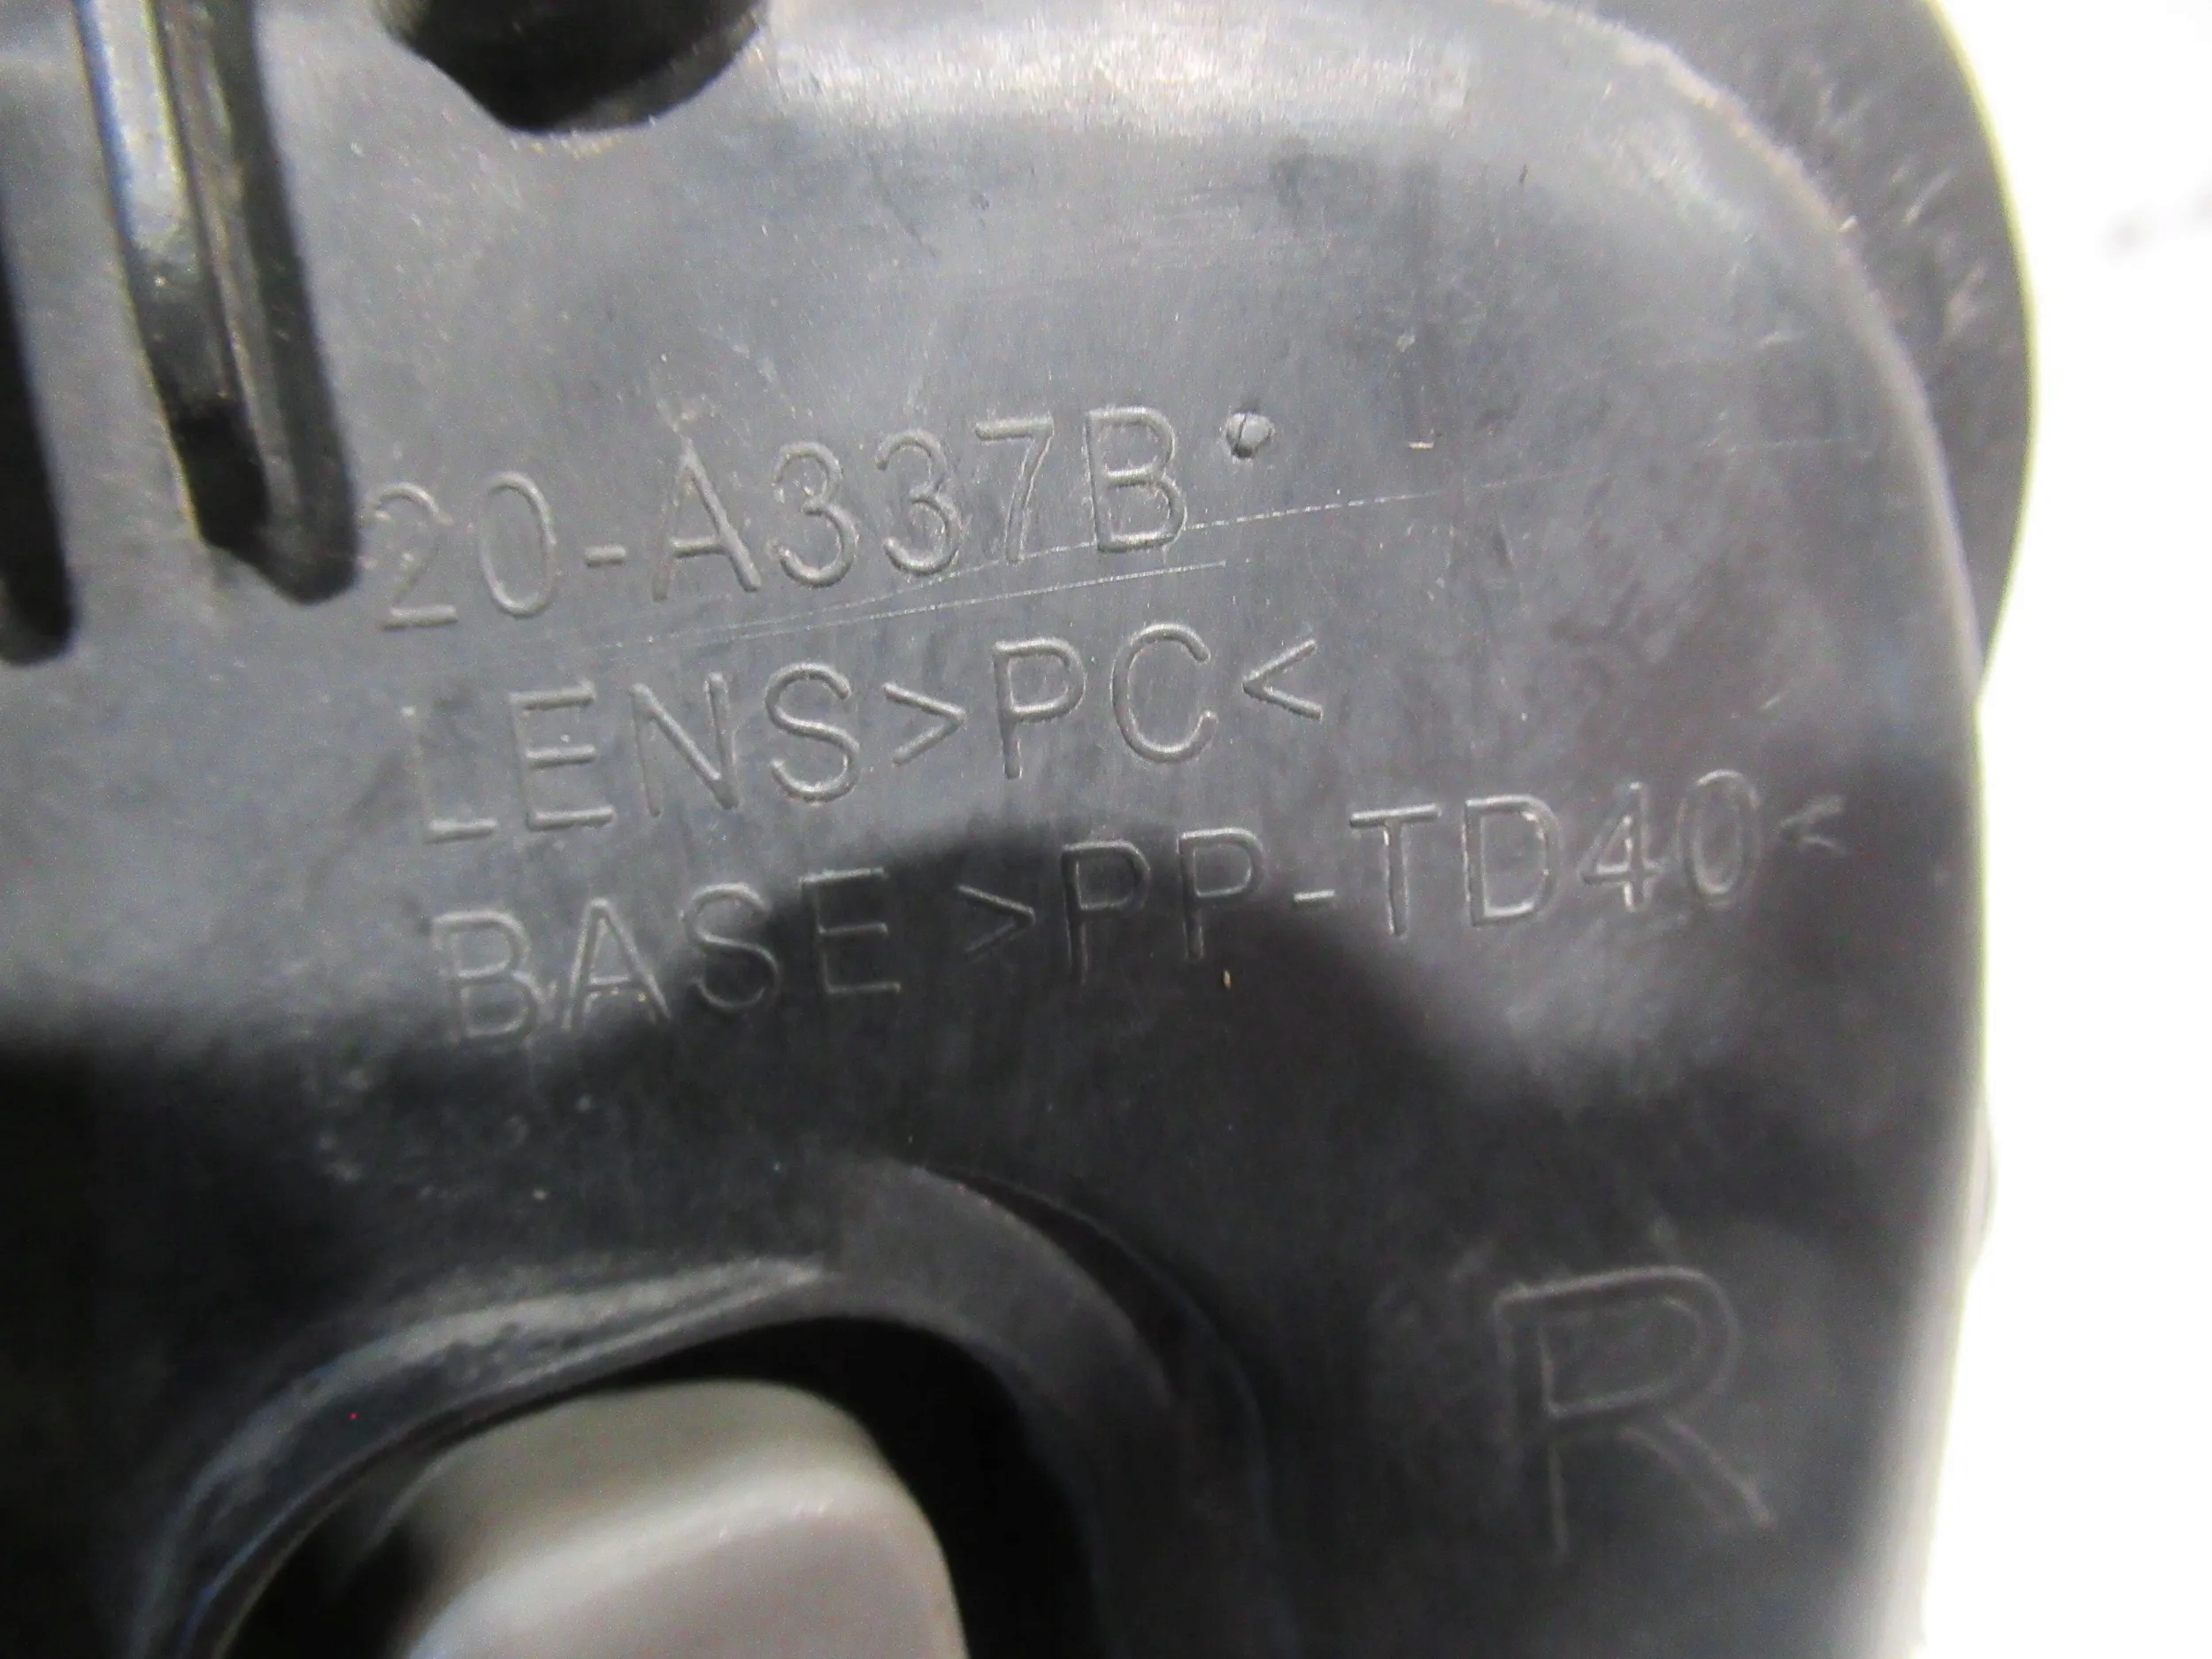 20-A337B
LENS>PC<
BASE>PP-TD40<
R